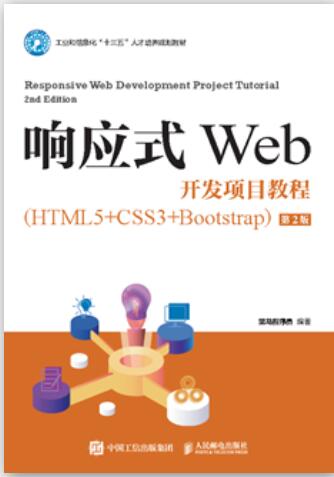 工业和信息化“十三五”人才培养规划教材
Responsive Web Development Project Tutorial
2nd Edition
响应式 Web
开发项目教程
(HTML5+CSS3+Bootstrap) 第2版
黑马程序员 编著
中国工信出版集团 人民邮电出版社
POSTS & TELECOM PRESS